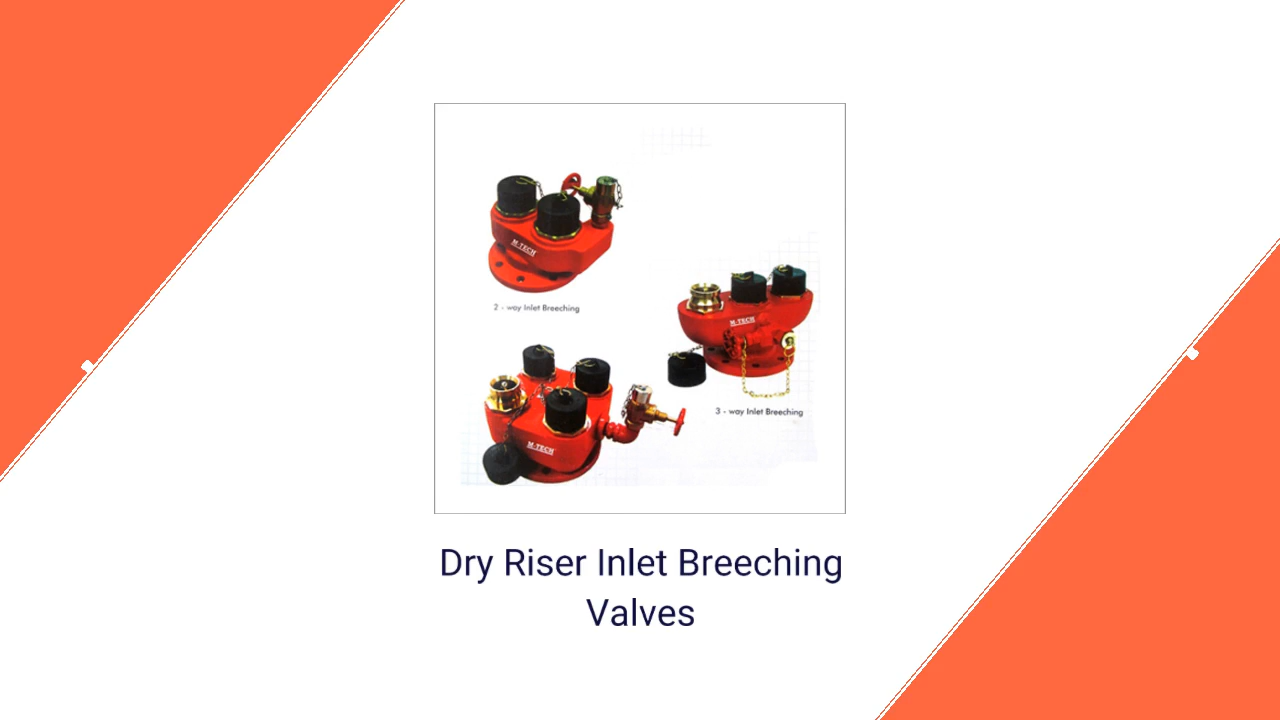 M-TECH
2 - way Inlet Breeching
M-TECH
3 - way Inlet Breeching
M-TECH
Dry Riser Inlet Breeching
Valves